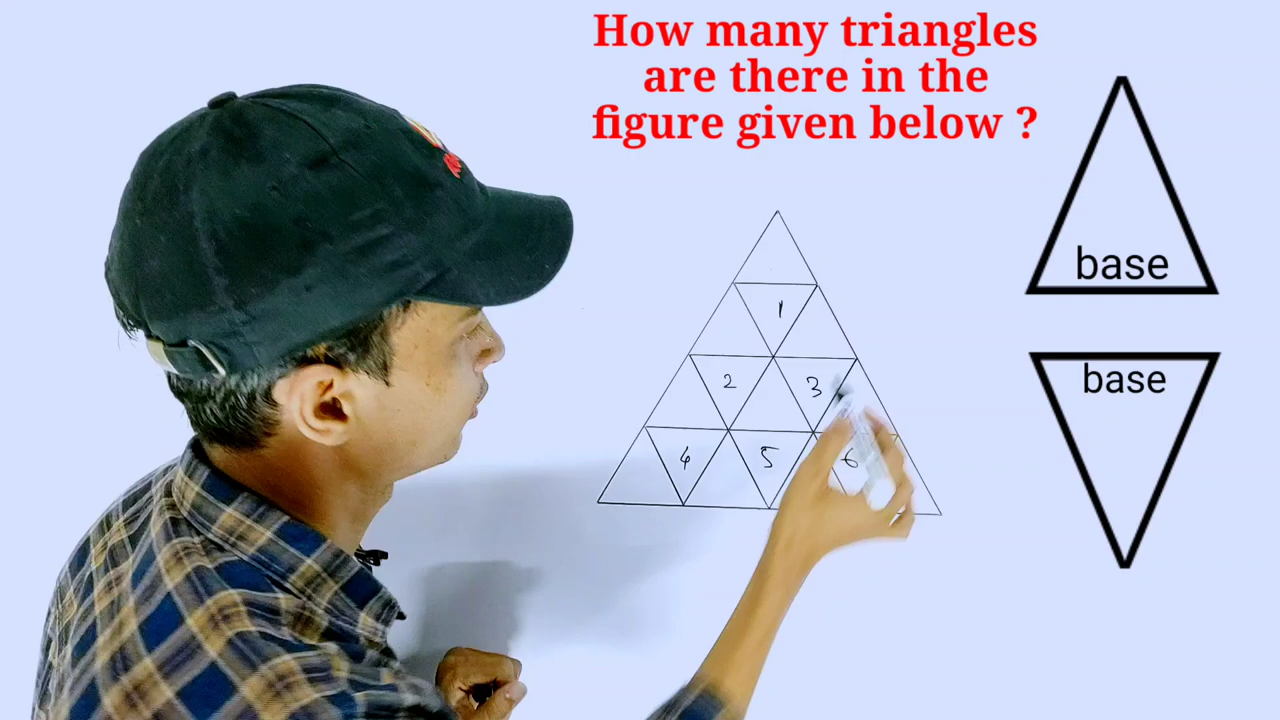 How many triangles
are there in the
figure given below ?
base
base
1
2
3
4
5
6